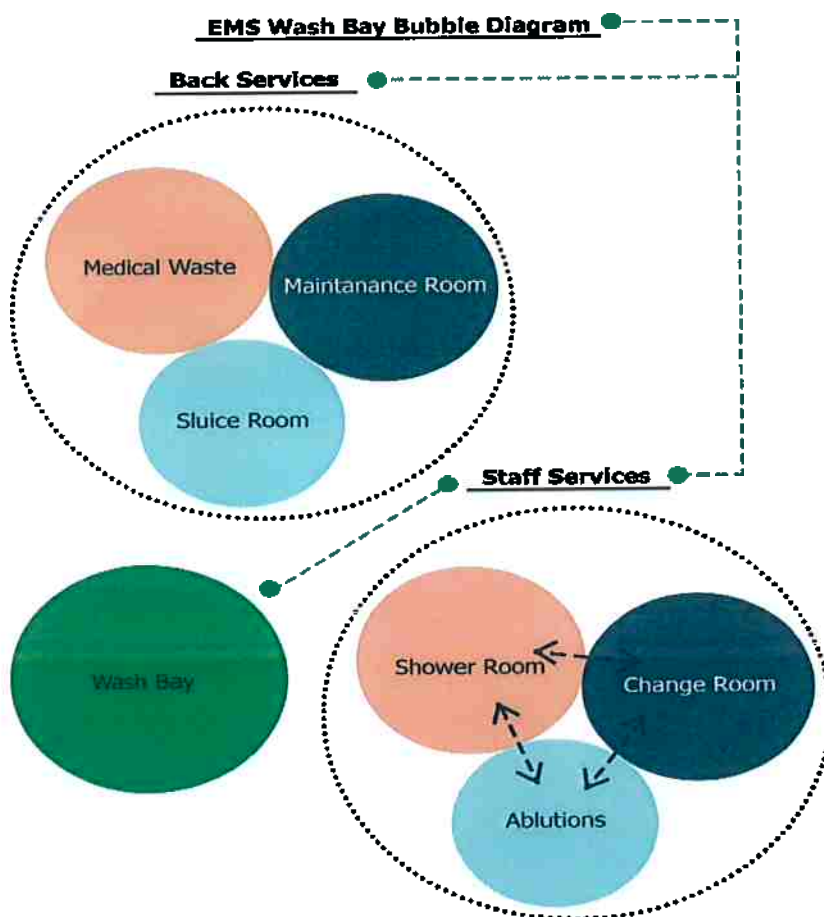 EMS Wash Bay Bubble Diagram
Back Services
Medical Waste
Maintanance Room
Sluice Room
Staff Services
Wash Bay
Shower Room
Change Room
Ablutions